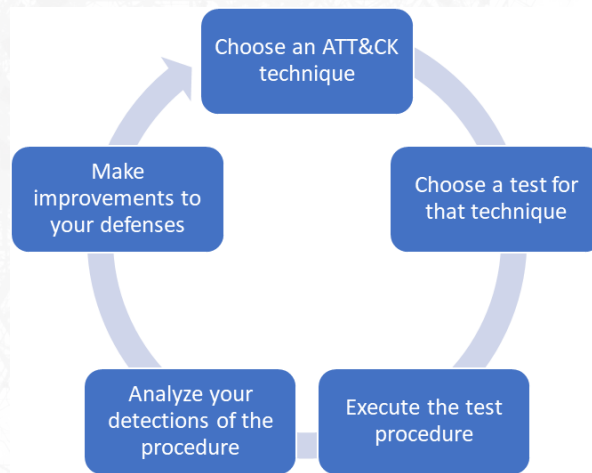 Choose an ATT&CK
technique
Choose a test for
that technique
Execute the test
procedure
Analyze your
detections of the
procedure
Make
improvements to
your defenses